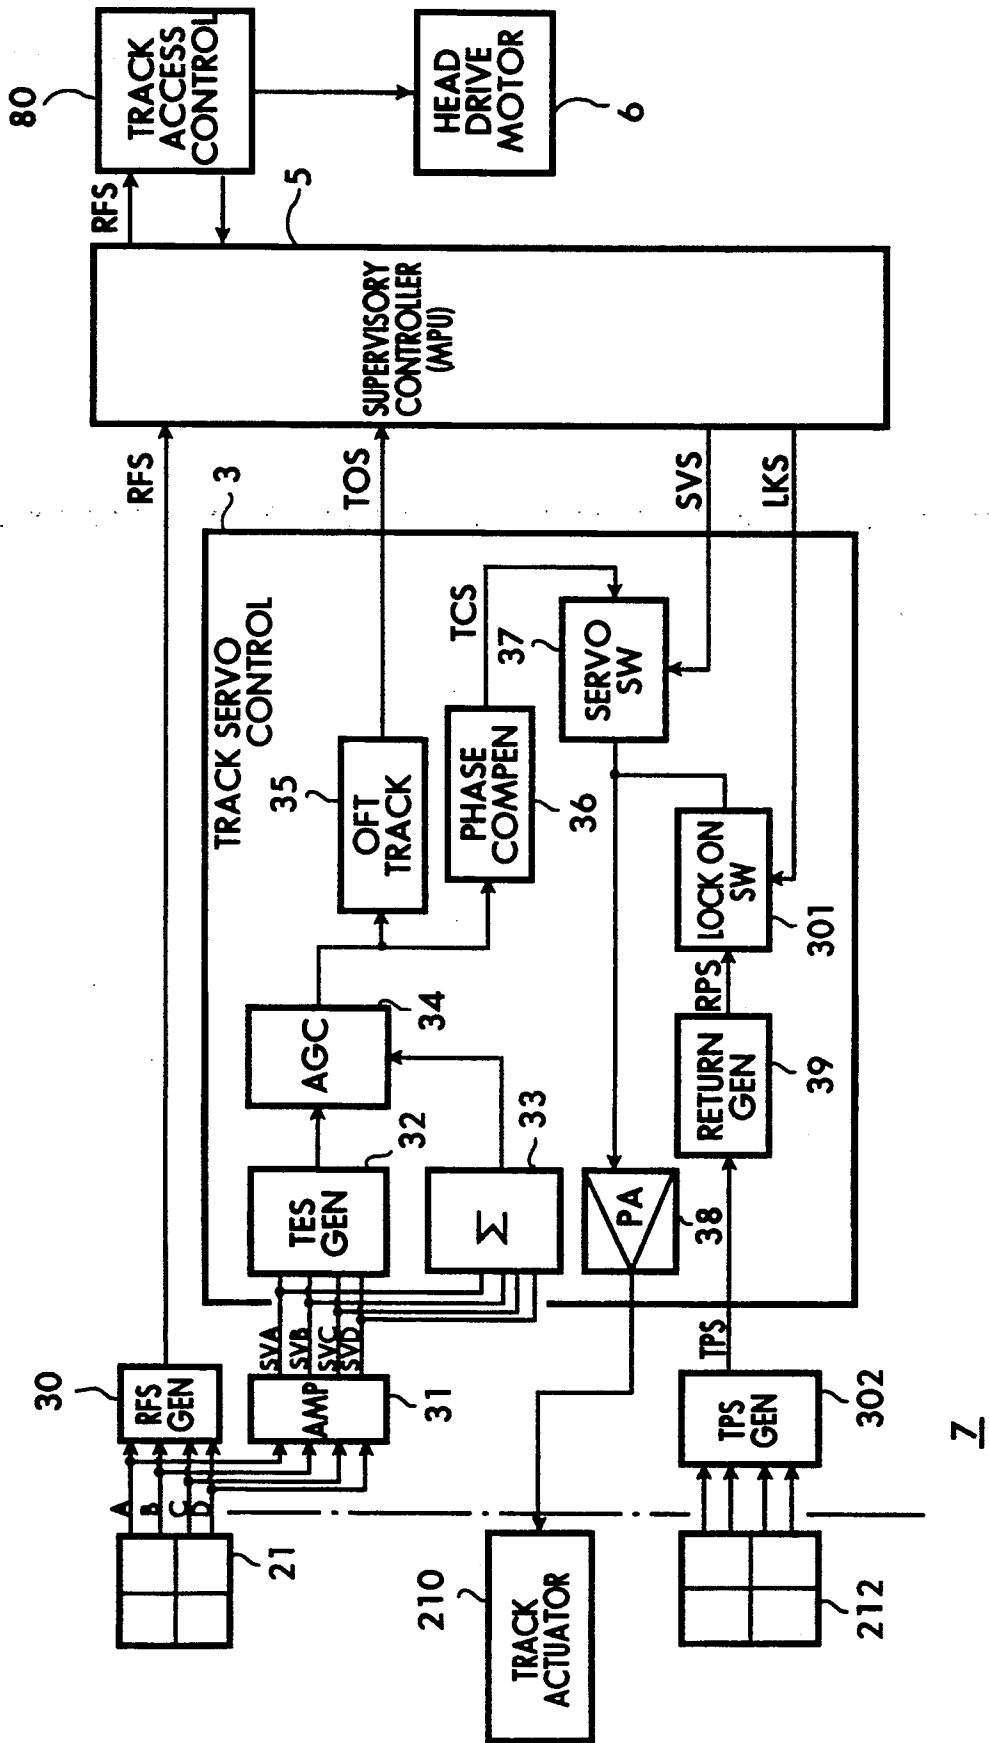 80
TRACK
ACCESS
CONTROL
HEAD
DRIVE
MOTOR
6
RFS
5
SUPERVISORY
CONTROLLER
(MPU)
RFS
TOS
SVS
LKS
3
TRACK SERVO
CONTROL
35
OFT
TRACK
TCS
PHASE
COMPEN
36
37
SERVO
SW
LOCK ON
SW
301
RPS
AGC
34
RETURN
GEN
39
TES
GEN
32
Σ
33
PA
38
SVA
SVB
SVC
SVD
TPS
30
RFS
GEN
AMP
31
TPS
GEN
302
A
B
C
D
21
210
TRACK
ACTUATOR
212
7